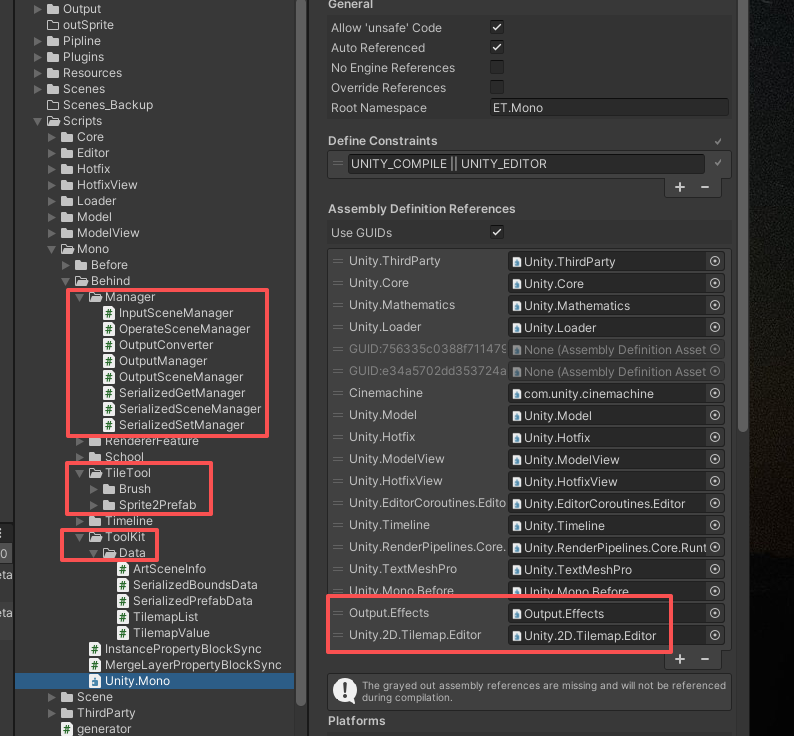 Output
outSprite
Pipline
Plugins
Resources
Scenes
Scenes_Backup
Scripts
Core
Editor
Hotfix
HotfixView
Loader
Model
ModelView
Mono
Before
Behind
Manager
InputSceneManager
OperateSceneManager
OutputConverter
OutputManager
OutputSceneManager
SerializedGetManager
SerializedSceneManager
SerializedSetManager
RendererFeature
School
TileTool
Brush
Sprite2Prefab
Timeline
ToolKit
Data
ArtSceneInfo
SerializedBoundsData
SerializedPrefabData
TilemapList
TilemapValue
InstancePropertyBlockSync
MergeLayerPropertyBlockSync
Unity.Mono
Scene
ThirdParty
generator
0
eta
eta
General
Allow 'unsafe' Code
Auto Referenced
No Engine References
Override References
Root Namespace ET.Mono
Define Constraints
UNITY_COMPILE || UNITY_EDITOR
Assembly Definition References
Use GUIDs
Unity.ThirdParty Unity.ThirdParty
Unity.Core Unity.Core
Unity.Mathematics Unity.Mathematics
Unity.Loader Unity.Loader
GUID:756335c0388f711479 None (Assembly Definition Asset
GUID:e34a5702dd353724a None (Assembly Definition Asset
Cinemachine com.unity.cinemachine
Unity.Model Unity.Model
Unity.Hotfix Unity.Hotfix
Unity.ModelView Unity.ModelView
Unity.HotfixView Unity.HotfixView
Unity.EditorCoroutines.Edito Unity.EditorCoroutines.Editor
Unity.Timeline Unity.Timeline
Unity.RenderPipelines.Core. Unity.RenderPipelines.Core.Runt
Unity.TextMeshPro Unity.TextMeshPro
Unity.Mono.Before Unity.Mono.Before
Output.Effects Output.Effects
Unity.2D.Tilemap.Editor Unity.2D.Tilemap.Editor
The grayed out assembly references are missing and will not be referenced
during compilation.
Platforms